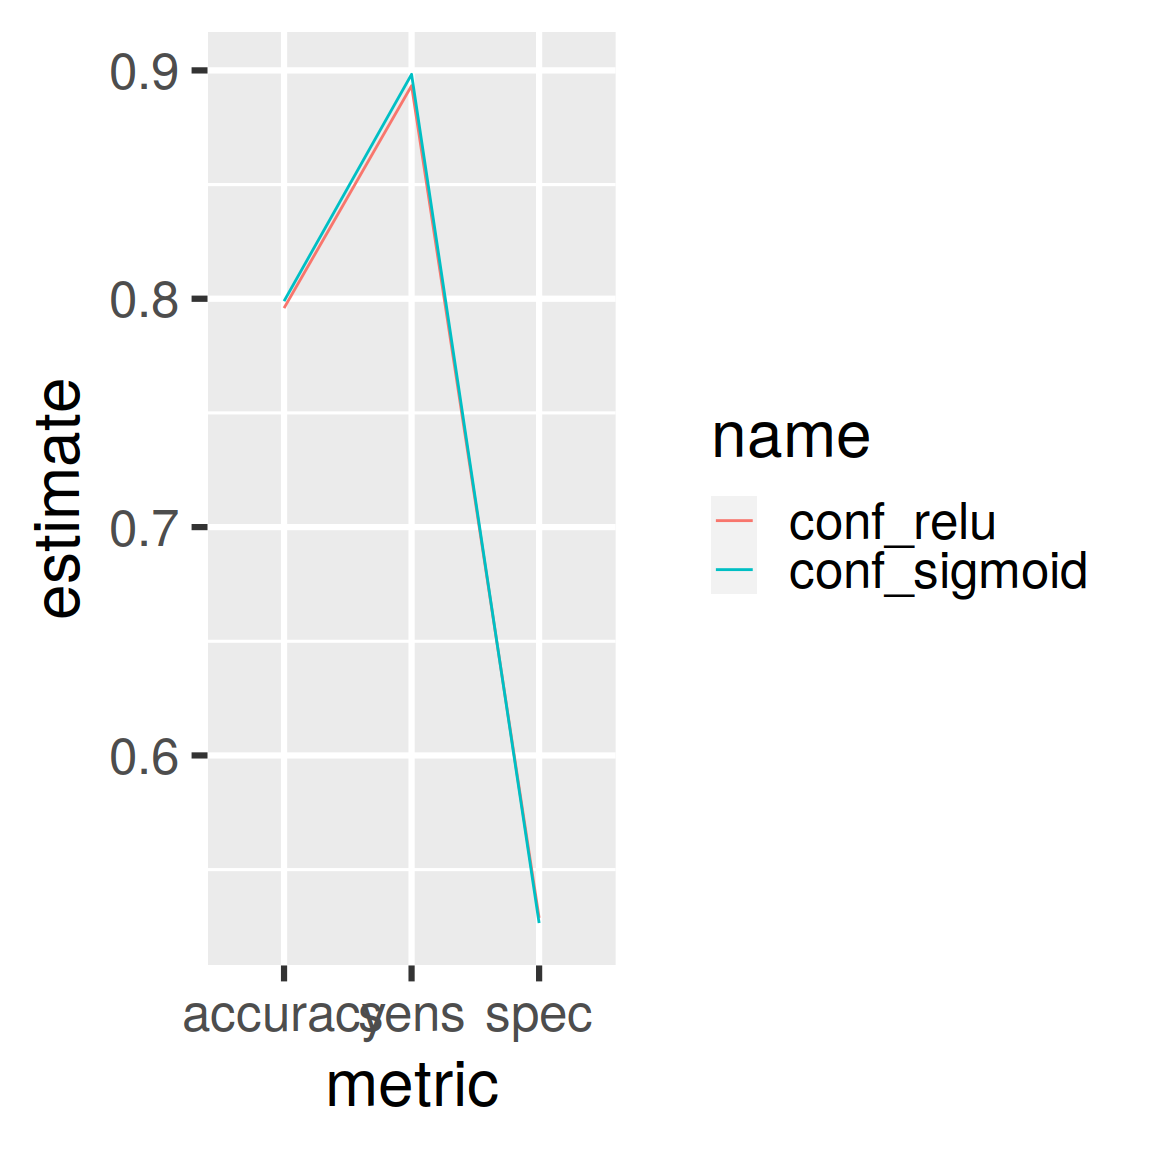 0.9
0.8
0.7
0.6
estimate
accuracy sens spec
metric
name
conf_relu
conf_sigmoid